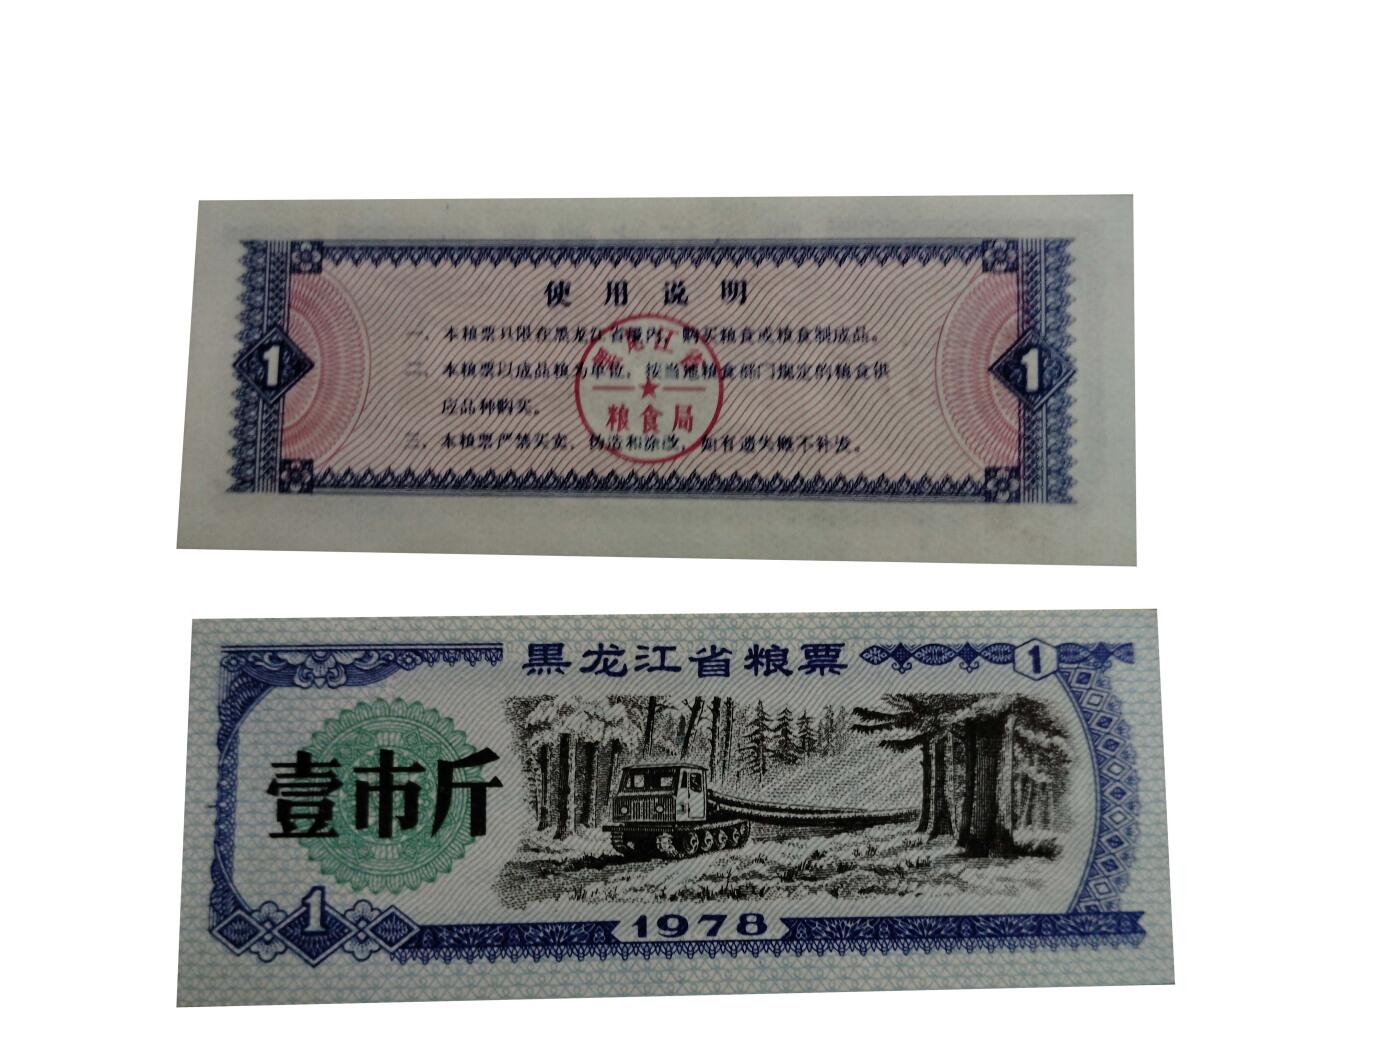 使用说明
一、本粮票只限在黑龙江省境内，购买粮食或粮食制成品。
二、本粮票以成品粮为单位，按当地粮食部门规定的粮食供
应品种购买。
三、本粮票严禁买卖，伪造和涂改，如有遗失概不补发。
黑龙江省
粮食局
1
1
黑龙江省粮票
1
壹市斤
1
1978